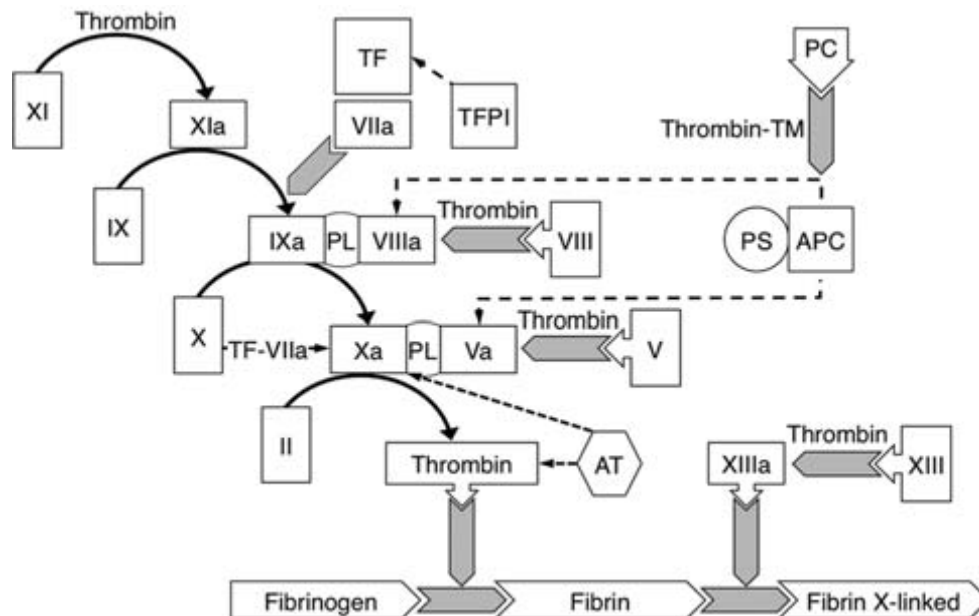 Thrombin
TF
PC
XI
XIa
VIIa
TFPI
Thrombin-TM
IX
IXa
PL
VIIIa
Thrombin
VIII
PS
APC
X
TF-VIIa
Xa
PL
Va
Thrombin
V
II
Thrombin
AT
XIIIa
Thrombin
XIII
Fibrinogen
Fibrin
Fibrin X-linked